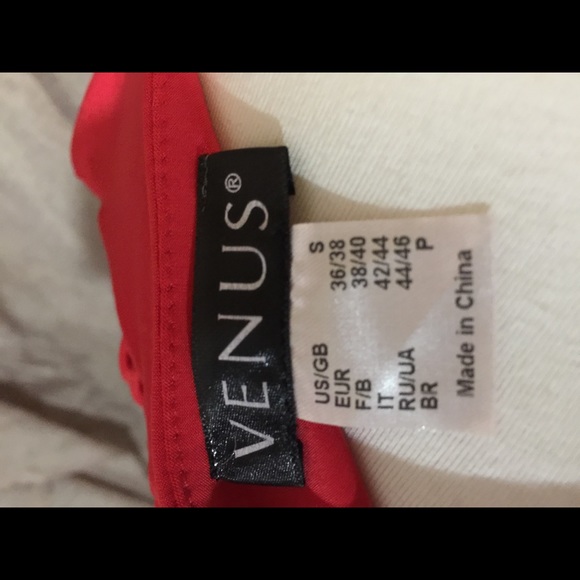 VENUS®
US/GB S
EUR 36/38
F/B 38/40
IT 42/44
RU/UA 44/46
BR P
Made in China